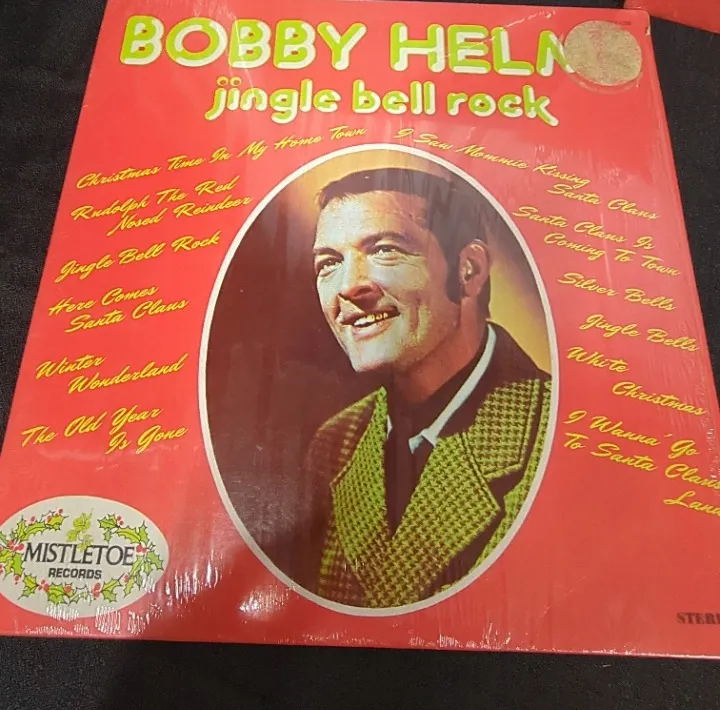 BOBBY HELM
jingle bell rock
Christmas Time In My Home Town
Rudolph The Red
Nosed Reindeer
Jingle Bell Rock
Here Comes
Santa Claus
Winter
Wonderland
The Old Year
Is Gone
I Saw Mommie Kissing
Santa Claus
Santa Claus Is
Coming To Town
Silver Bells
Jingle Bells
White
Christmas
I Wanna' Go
To Santa Claus
Land
MISTLETOE
RECORDS
STERE